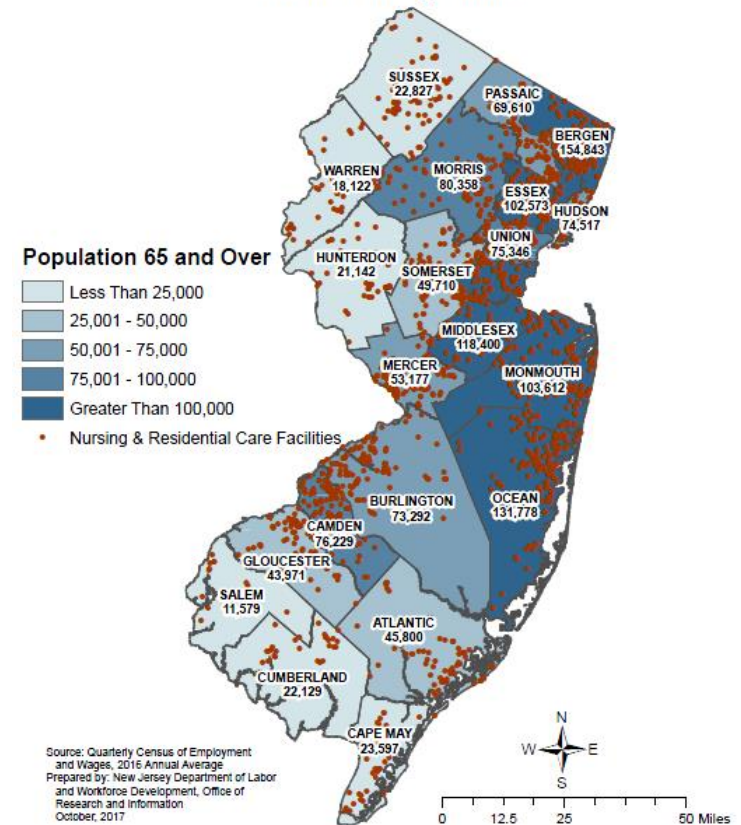 SUSSEX
22,827
PASSAIC
69,610
BERGEN
154,843
WARREN
18,122
MORRIS
80,358
ESSEX
102,573
HUDSON
74,517
UNION
75,346
HUNTERDON
21,142
SOMERSET
49,710
MIDDLESEX
118,400
MERCER
53,177
MONMOUTH
103,612
Population 65 and Over
Less Than 25,000
25,001 - 50,000
50,001 - 75,000
75,001 - 100,000
Greater Than 100,000
Nursing & Residential Care Facilities
BURLINGTON
73,292
OCEAN
131,778
CAMDEN
76,229
GLOUCESTER
43,971
SALEM
11,579
ATLANTIC
45,800
CUMBERLAND
22,129
CAPE MAY
23,597
N
W E
S
Source: Quarterly Census of Employment
and Wages, 2016 Annual Average
Prepared by: New Jersey Department of Labor
and Workforce Development, Office of
Research and Information
October, 2017
0 12.5 25 50 Miles